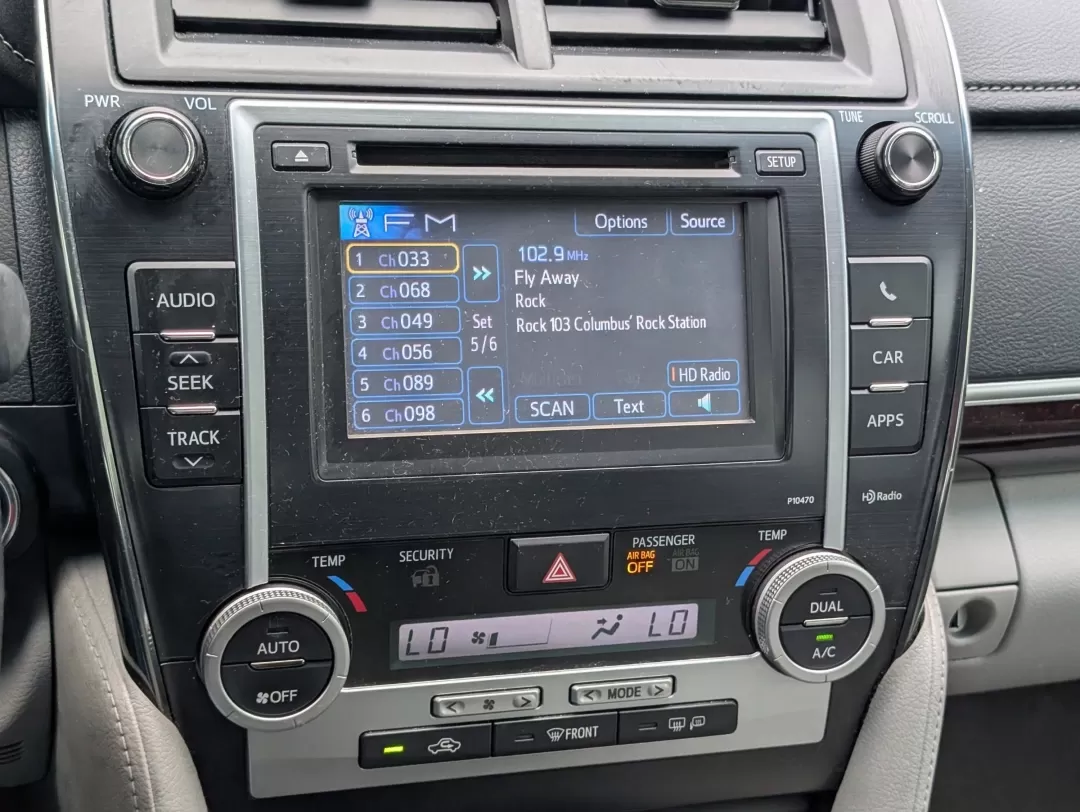 PWR
VOL
TUNE
SCROLL
SETUP
FM
Options
Source
1 Ch033
2 Ch068
3 Ch049
4 Ch056
5 Ch089
6 Ch098
Set
5/6
102.9 MHz
Fly Away
Rock
Rock 103 Columbus' Rock Station
HD Radio
SCAN
Text
AUDIO
SEEK
TRACK
CAR
APPS
P10470
HD Radio
TEMP
SECURITY
PASSENGER
AIR BAG
OFF
AIR BAG
ON
TEMP
AUTO
OFF
LO
LO
DUAL
A/C
MODE
FRONT